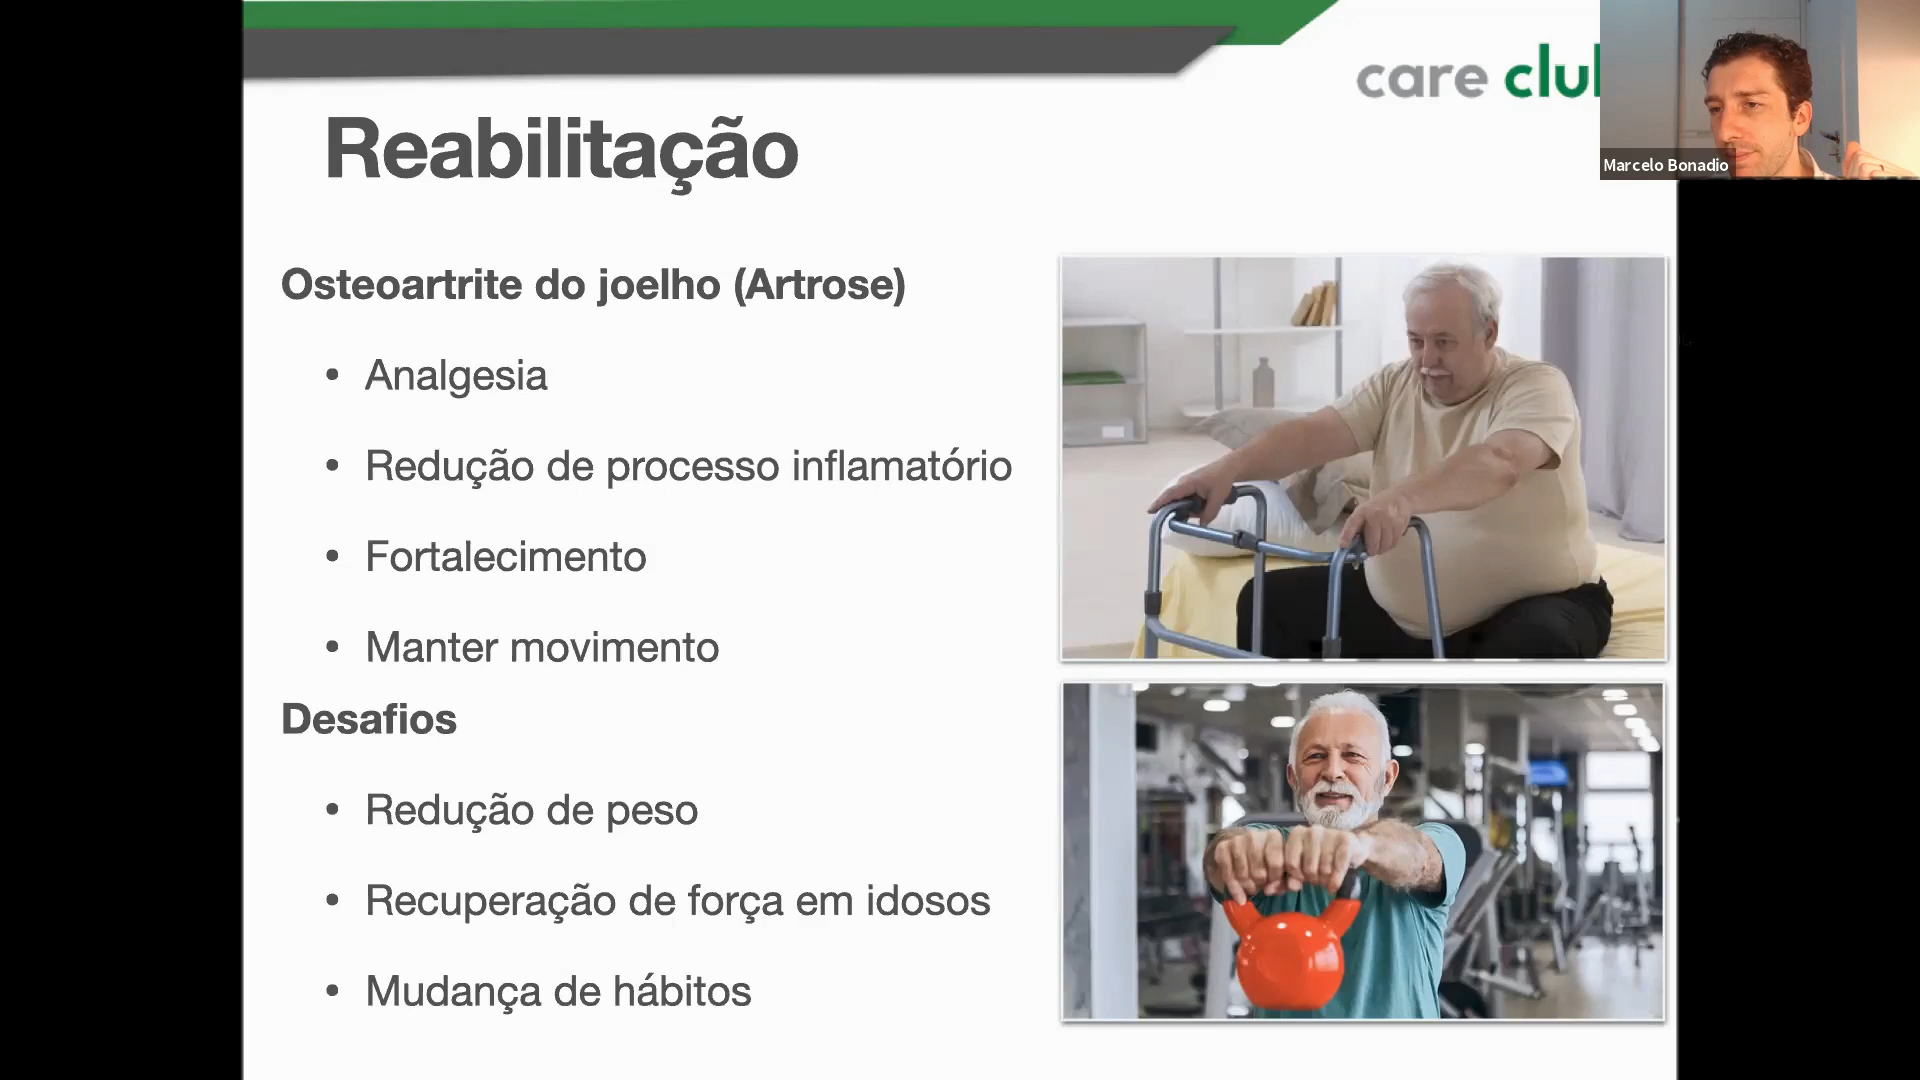 care clu
Marcelo Bonadio
Reabilitação
Osteoartrite do joelho (Artrose)
• Analgesia
• Redução de processo inflamatório
• Fortalecimento
• Manter movimento
Desafios
• Redução de peso
• Recuperação de força em idosos
• Mudança de hábitos